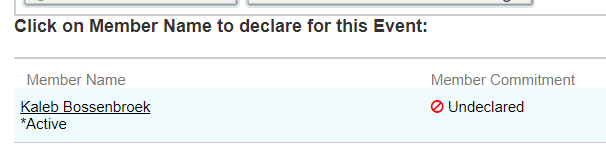 Click on Member Name to declare for this Event:
Member Name Member Commitment
Kaleb Bossenbroek Undeclared
*Active